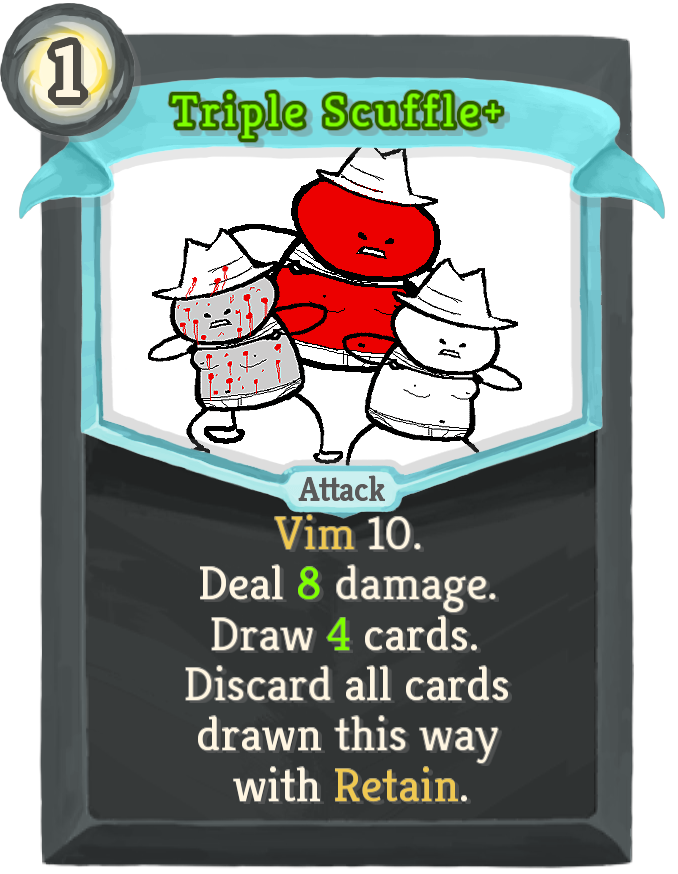 1
Triple Scuffle+
Attack
Vim 10.
Deal 8 damage.
Draw 4 cards.
Discard all cards
drawn this way
with Retain.